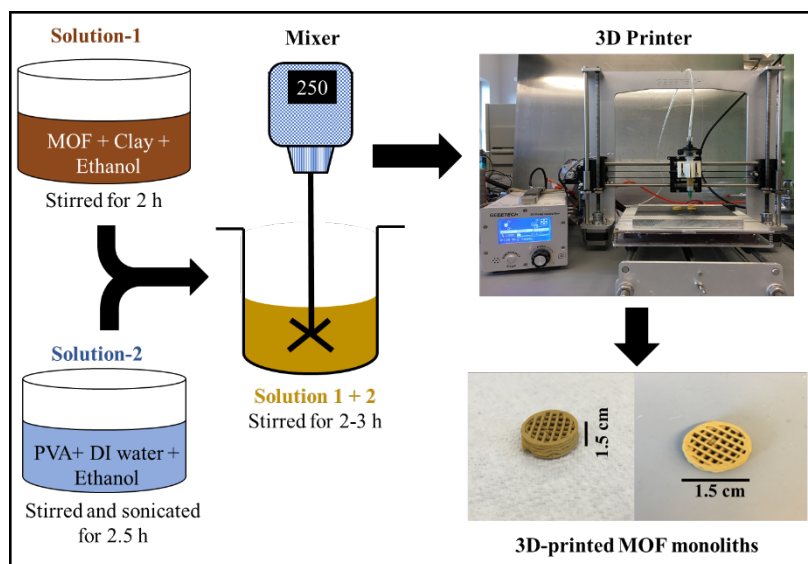 Solution-1
MOF + Clay +
Ethanol
Stirred for 2 h
Solution-2
PVA+ DI water +
Ethanol
Stirred and sonicated
for 2.5 h
Mixer
250
Solution 1 + 2
Stirred for 2-3 h
3D Printer
GEEETECH
1.5 cm
1.5 cm
3D-printed MOF monoliths